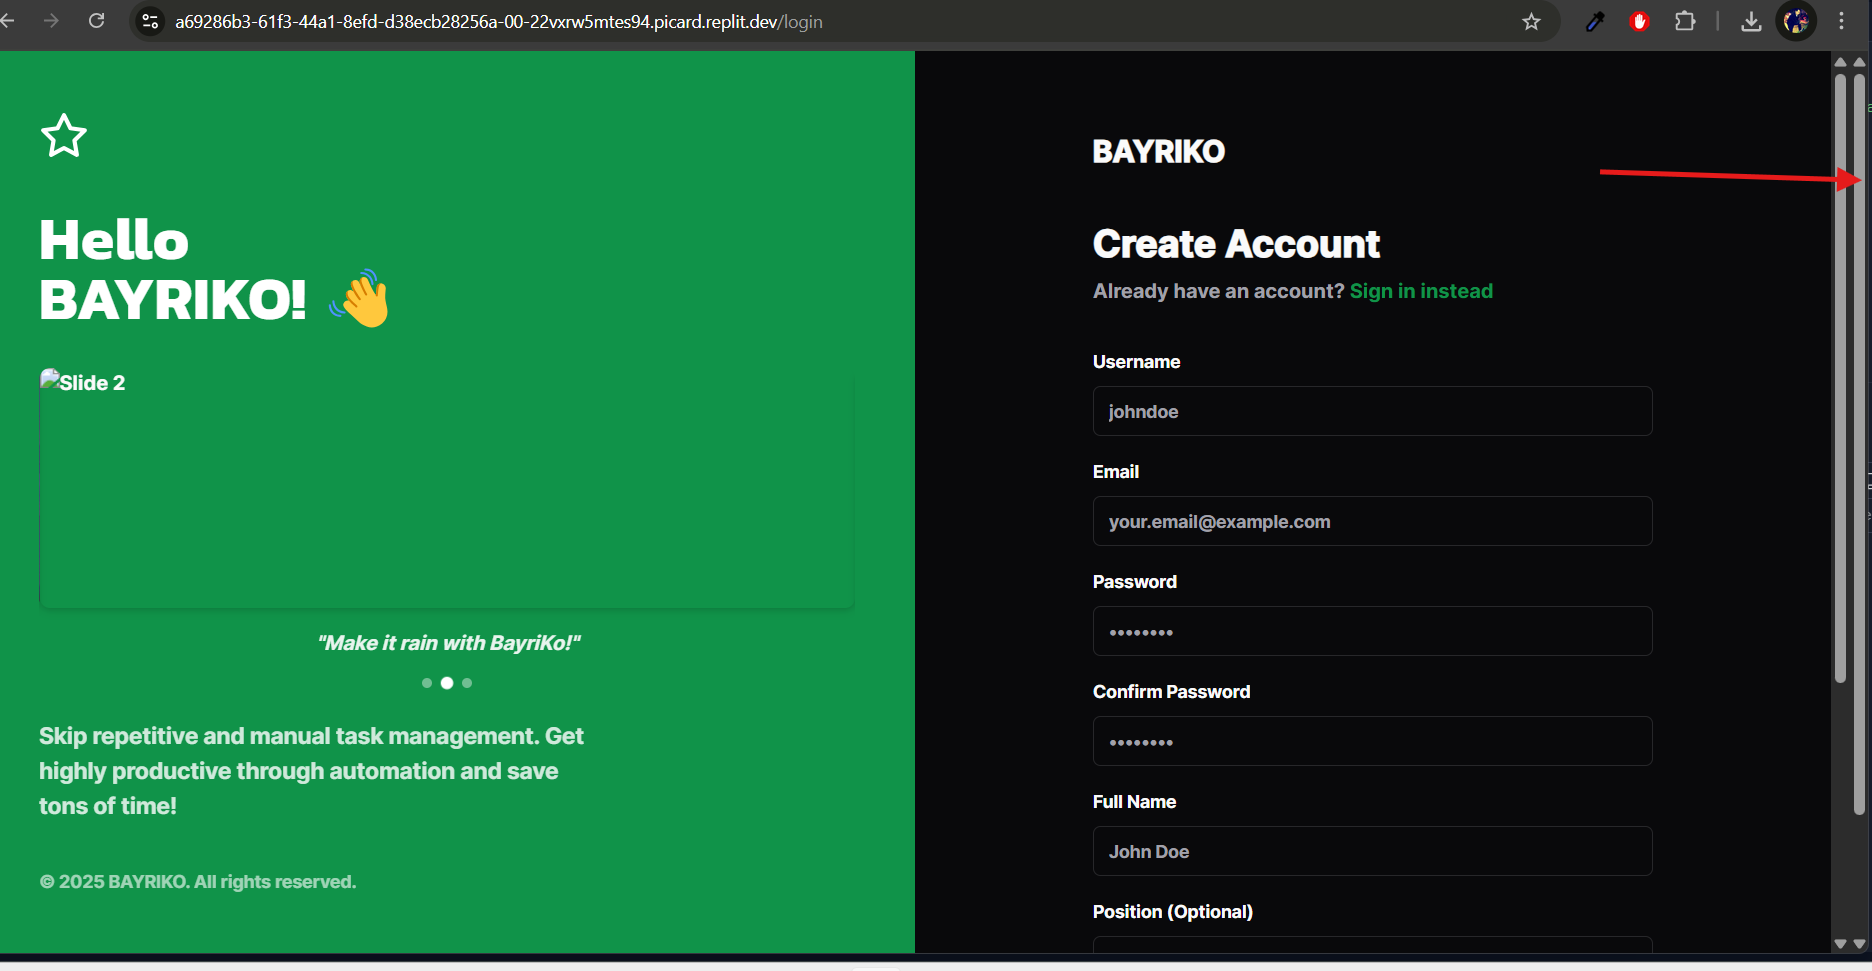 a69286b3-61f3-44a1-8efd-d38ecb28256a-00-22vxrw5mtes94.picard.replit.dev/login
Hello
BAYRIKO! 👋
Slide 2
"Make it rain with BayriKo!"
Skip repetitive and manual task management. Get
highly productive through automation and save
tons of time!
© 2025 BAYRIKO. All rights reserved.
BAYRIKO
Create Account
Already have an account? Sign in instead
Username
johndoe
Email
your.email@example.com
Password
••••••••
Confirm Password
••••••••
Full Name
John Doe
Position (Optional)